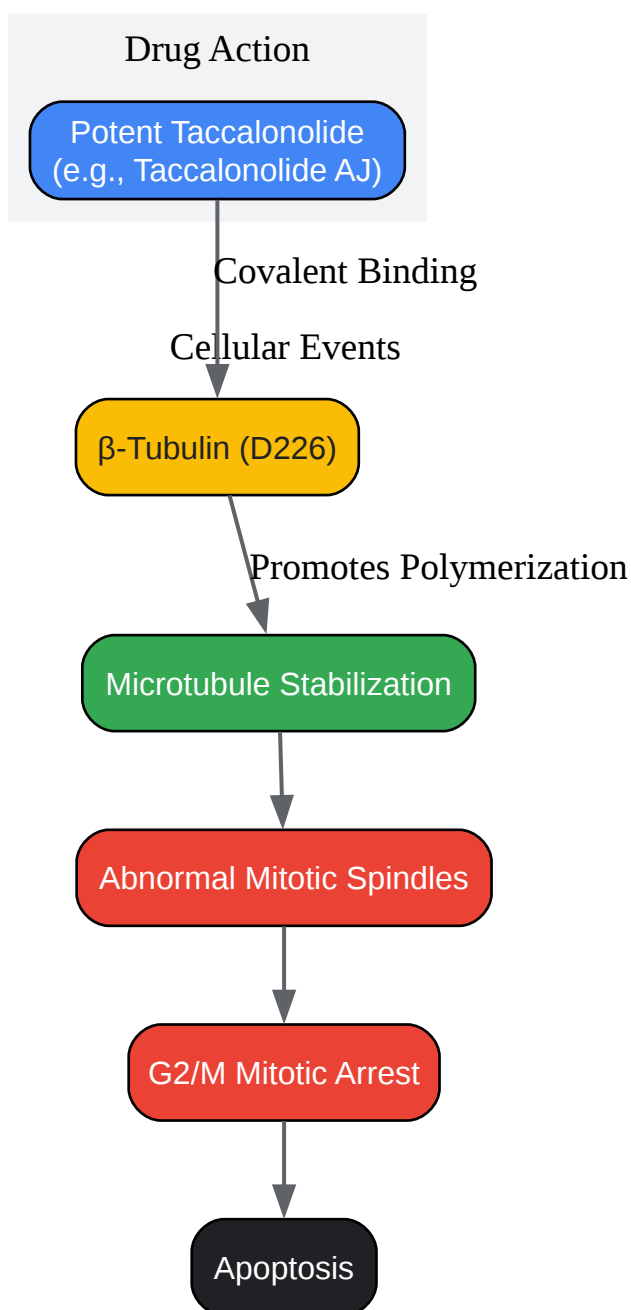 Drug Action
Potent Taccalonolide
(e.g., Taccalonolide AJ)
Covalent Binding
Cellular Events
β-Tubulin (D226)
Promotes Polymerization
Microtubule Stabilization
Abnormal Mitotic Spindles
G2/M Mitotic Arrest
Apoptosis